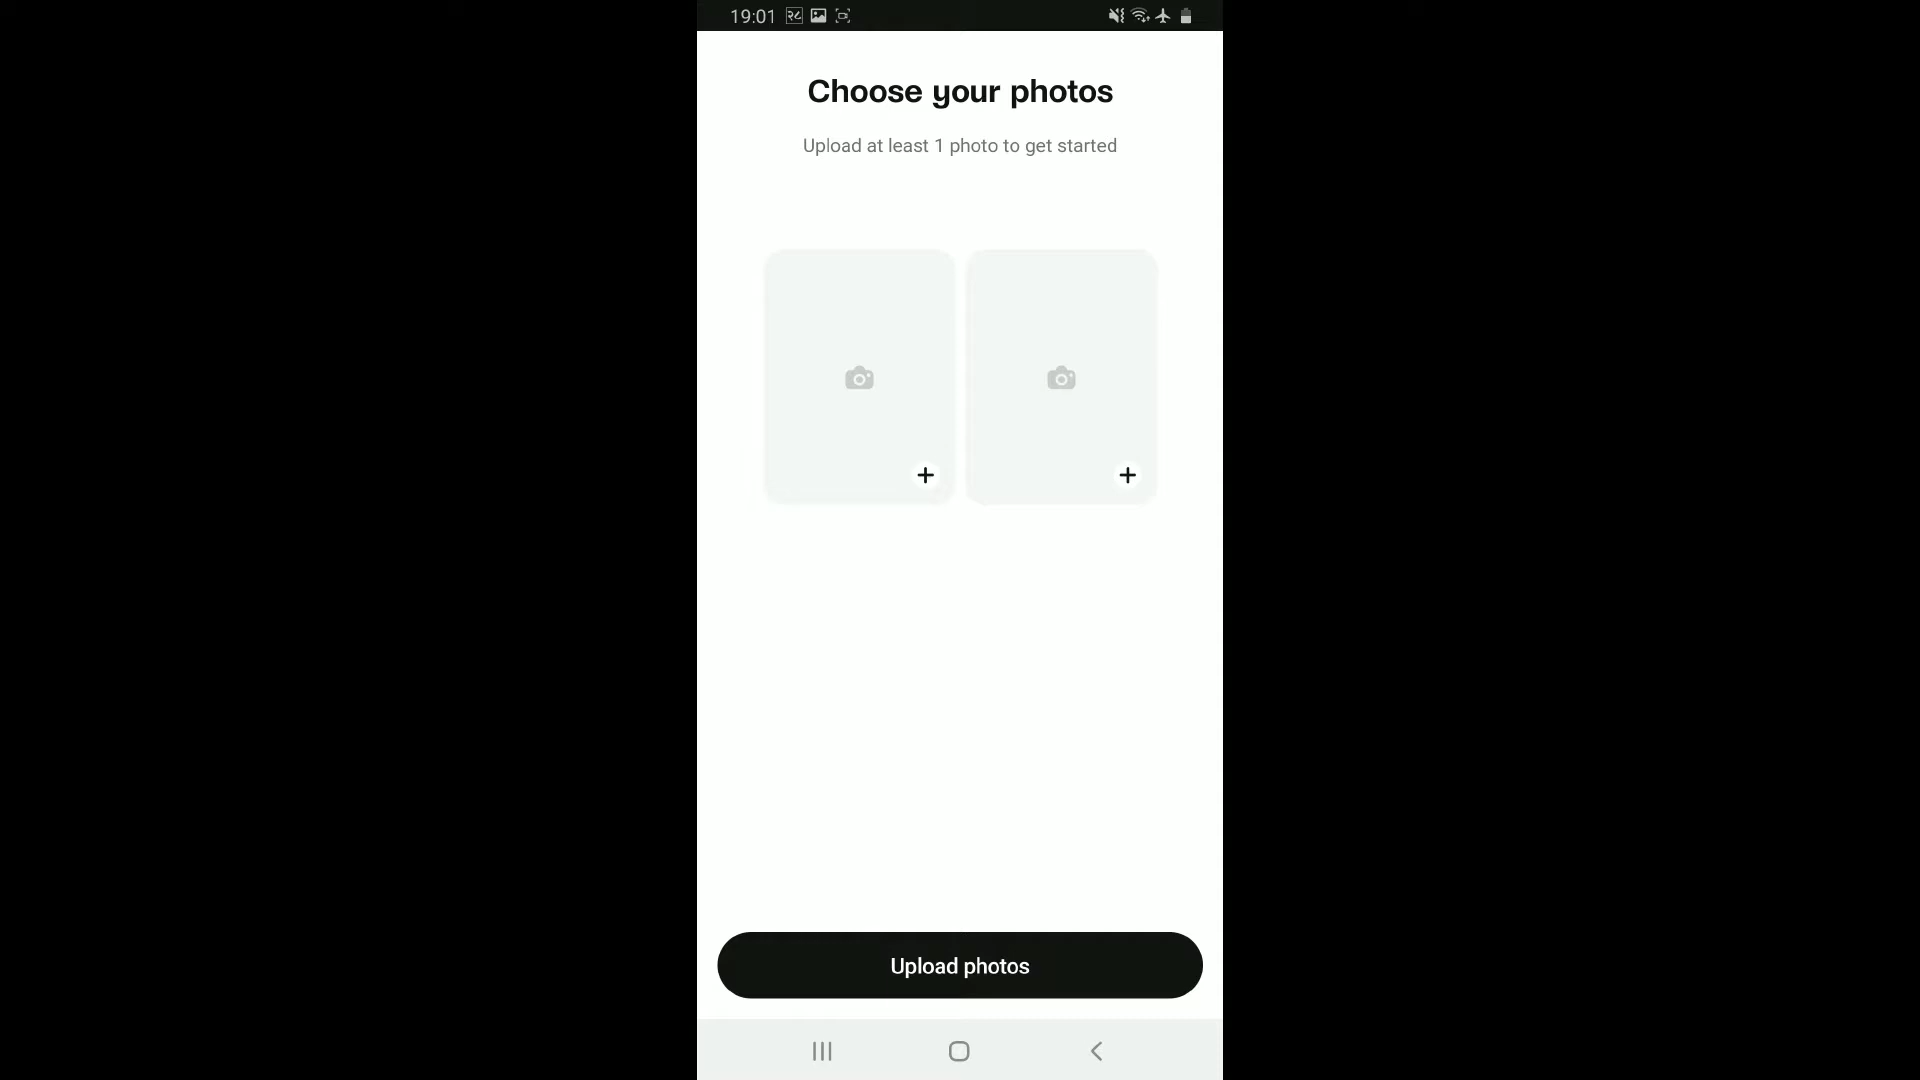 19:01
Choose your photos
Upload at least 1 photo to get started
Upload photos